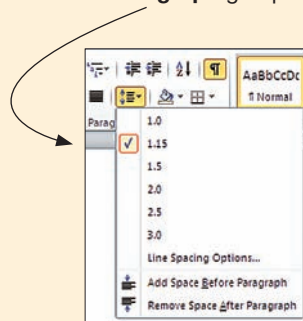 AaBbCcDc
¶ Normal
Parag
1.0
1.15
1.5
2.0
2.5
3.0
Line Spacing Options...
Add Space Before Paragraph
Remove Space After Paragraph